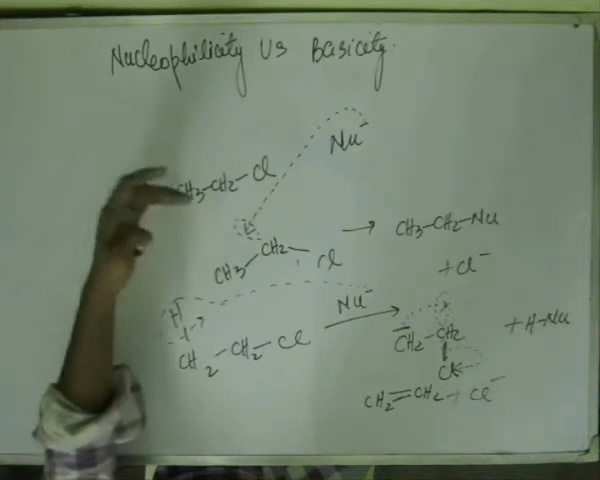 Nucleophilicity Vs Basicity.
Nu⁻
CH₃-CH₂-Cl
CH₃-CH₂-Cl → CH₃-CH₂-Nu
+ Cl⁻
H
CH₂-CH₂-Cl Nu⁻ → C̄H₂-CH₂ + H-Nu
Cl
CH₂=CH₂ + Cl⁻